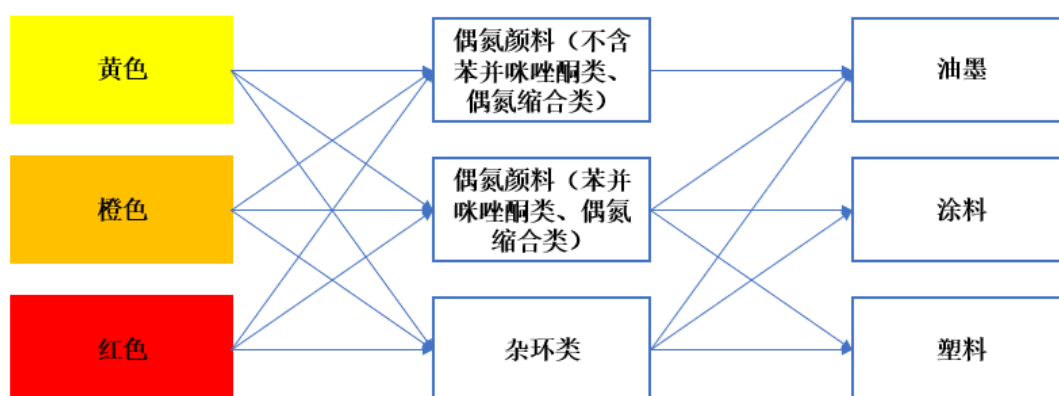 黄色
偶氮颜料（不含
苯并咪唑酮类、
偶氮缩合类）
油墨
橙色
偶氮颜料（苯并
咪唑酮类、偶氮
缩合类）
涂料
红色
杂环类
塑料